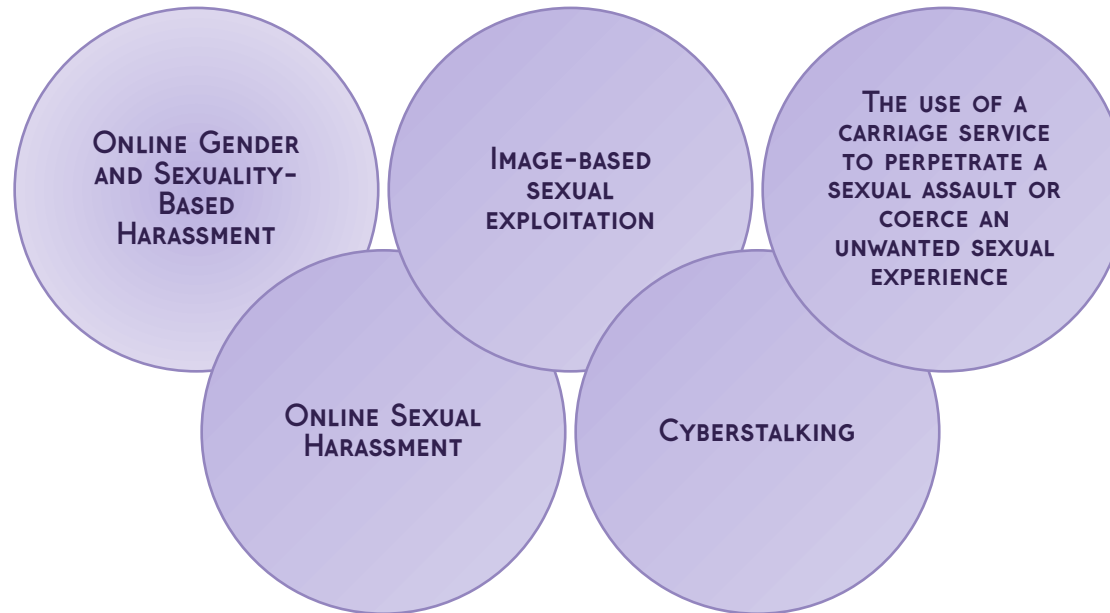 Online Gender
and Sexuality-
Based
Harassment
Image-based
sexual
exploitation
The use of a
carriage service
to perpetrate a
sexual assault or
coerce an
unwanted sexual
experience
Online Sexual
Harassment
Cyberstalking